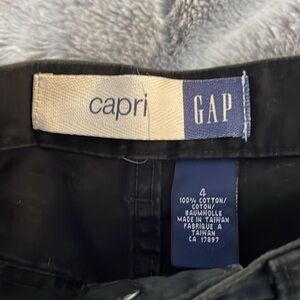 capri GAP
4
100% COTTON/
COTON/
BAUMWOLLE
MADE IN TAIWAN
FABRIQUE A
TAIWAN
CA 17897